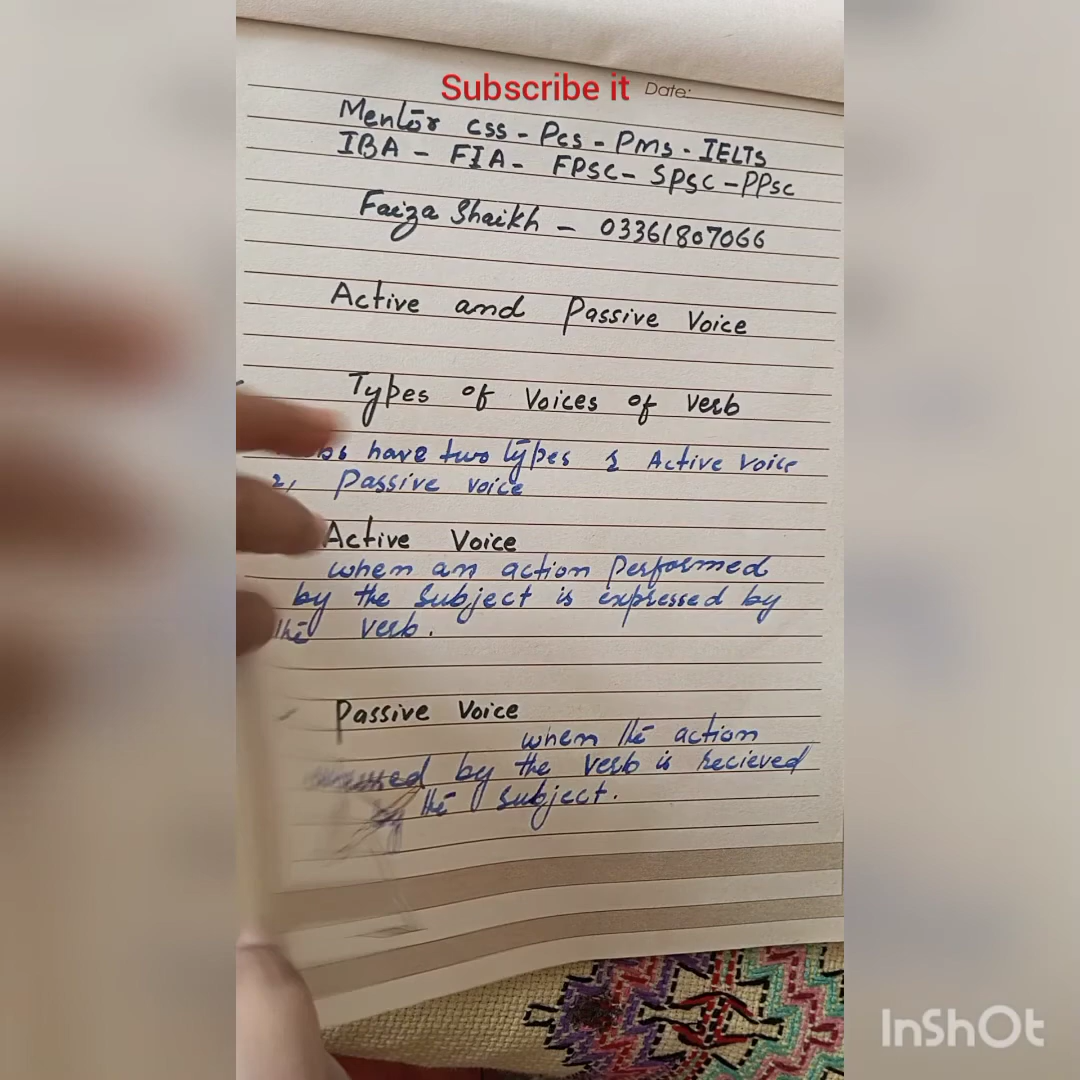 Subscribe it
Date:
Mentor CSS - PCS - PMS - IELTS
IBA - FIA - FPSC - SPSC - PPSC
Faiza Shaikh - 03361807066
Active and Passive Voice
Types of Voices of verb
have two types & Active voice
2, Passive voice
Active Voice
when an action performed
by the subject is expressed by
the verb.
Passive Voice
when the action
by the verb is recieved
the subject.
InShOt